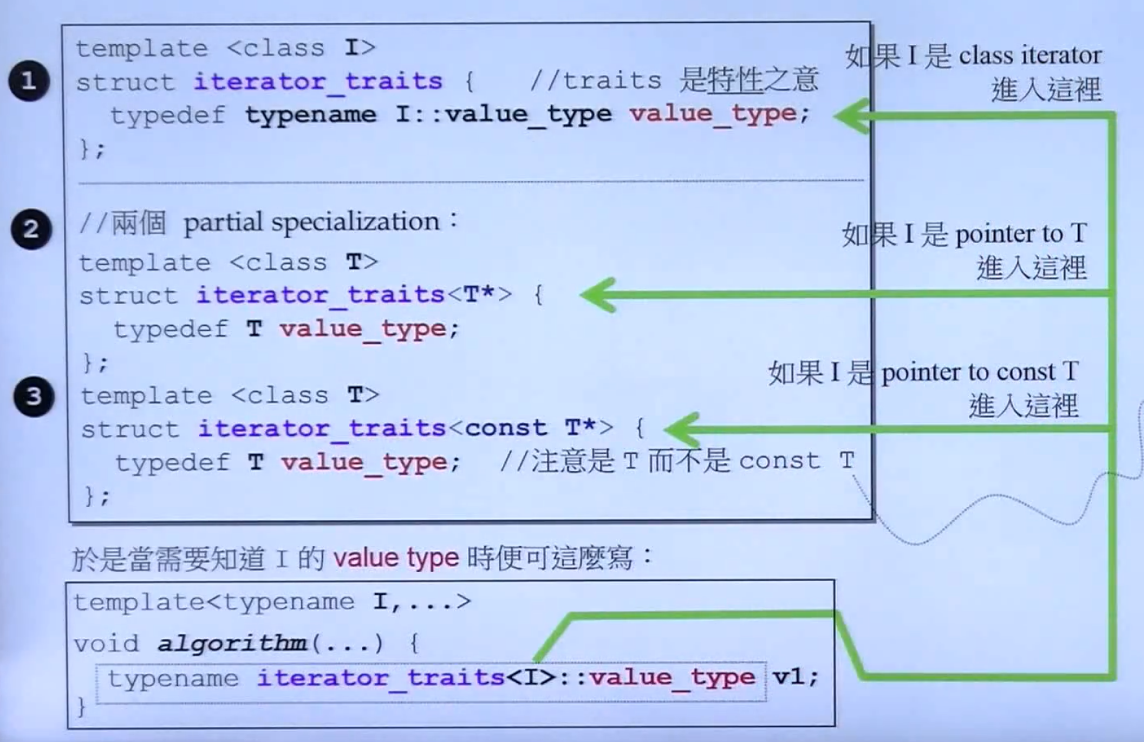 1
template <class I>
struct iterator_traits {   //traits 是特性之意
typedef typename I::value_type value_type;
};
如果 I 是 class iterator
進入這裡
2
//兩個 partial specialization：
template <class T>
struct iterator_traits<T*> {
typedef T value_type;
};
如果 I 是 pointer to T
進入這裡
3
template <class T>
struct iterator_traits<const T*> {
typedef T value_type;   //注意是 T 而不是 const T
};
如果 I 是 pointer to const T
進入這裡
於是當需要知道 I 的 value type 時便可這麼寫：
template<typename I,...>
void algorithm(...) {
typename iterator_traits<I>::value_type v1;
}